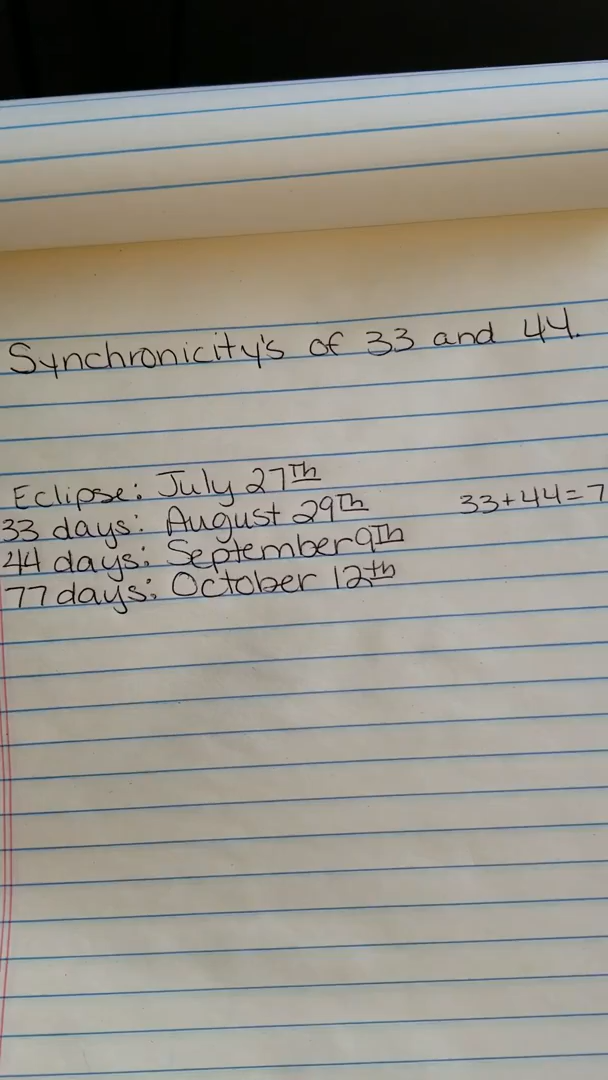 Synchronicity's of 33 and 44.
Eclipse: July 27Th
33 days: August 29Th
33+44=7
44 days: September 9Th
77 days: October 12th